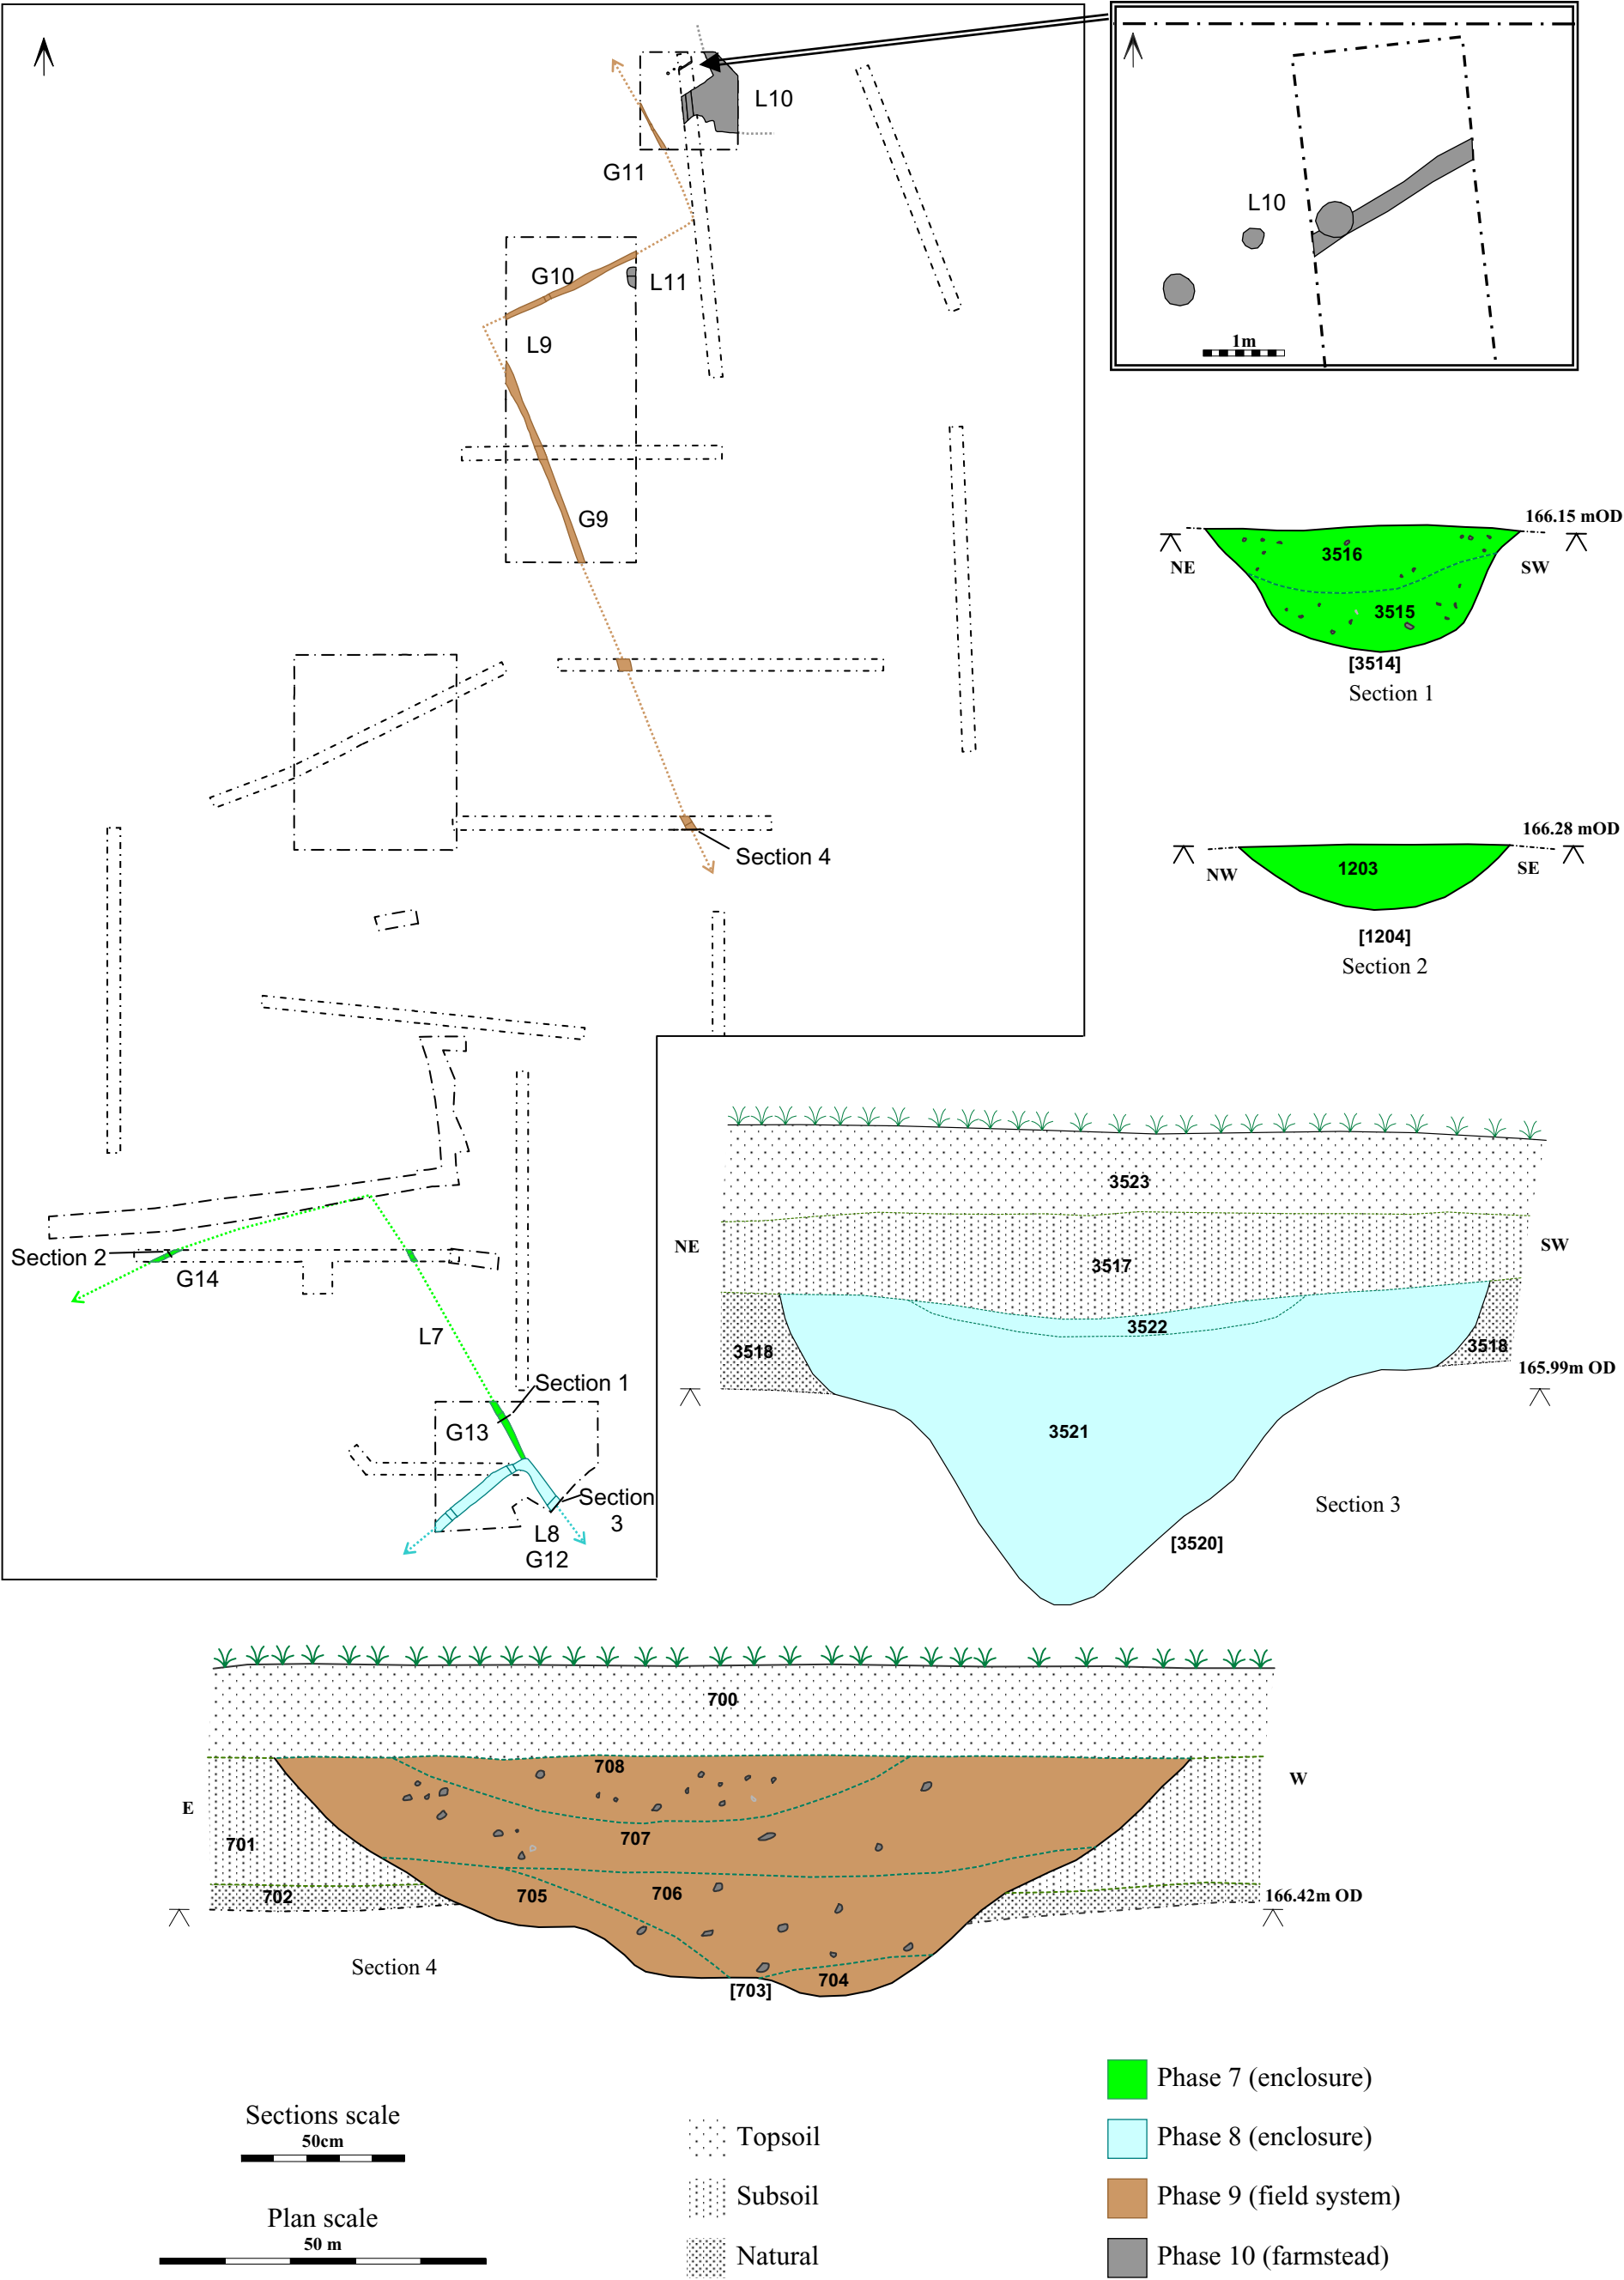 L10
G11
G10
L11
L9
G9
Section 4
Section 2
G14
L7
Section 1
G13
Section
3
L8
G12
L10
1m
166.15 mOD
3516
NE
SW
3515
[3514]
Section 1
166.28 mOD
1203
NW
SE
[1204]
Section 2
3523
NE
SW
3517
3522
3518
3518
165.99m OD
3521
Section 3
[3520]
700
708
W
E
707
701
705
706
702
166.42m OD
Section 4
704
[703]
Sections scale
50cm
Plan scale
50 m
Topsoil
Subsoil
Natural
Phase 7 (enclosure)
Phase 8 (enclosure)
Phase 9 (field system)
Phase 10 (farmstead)